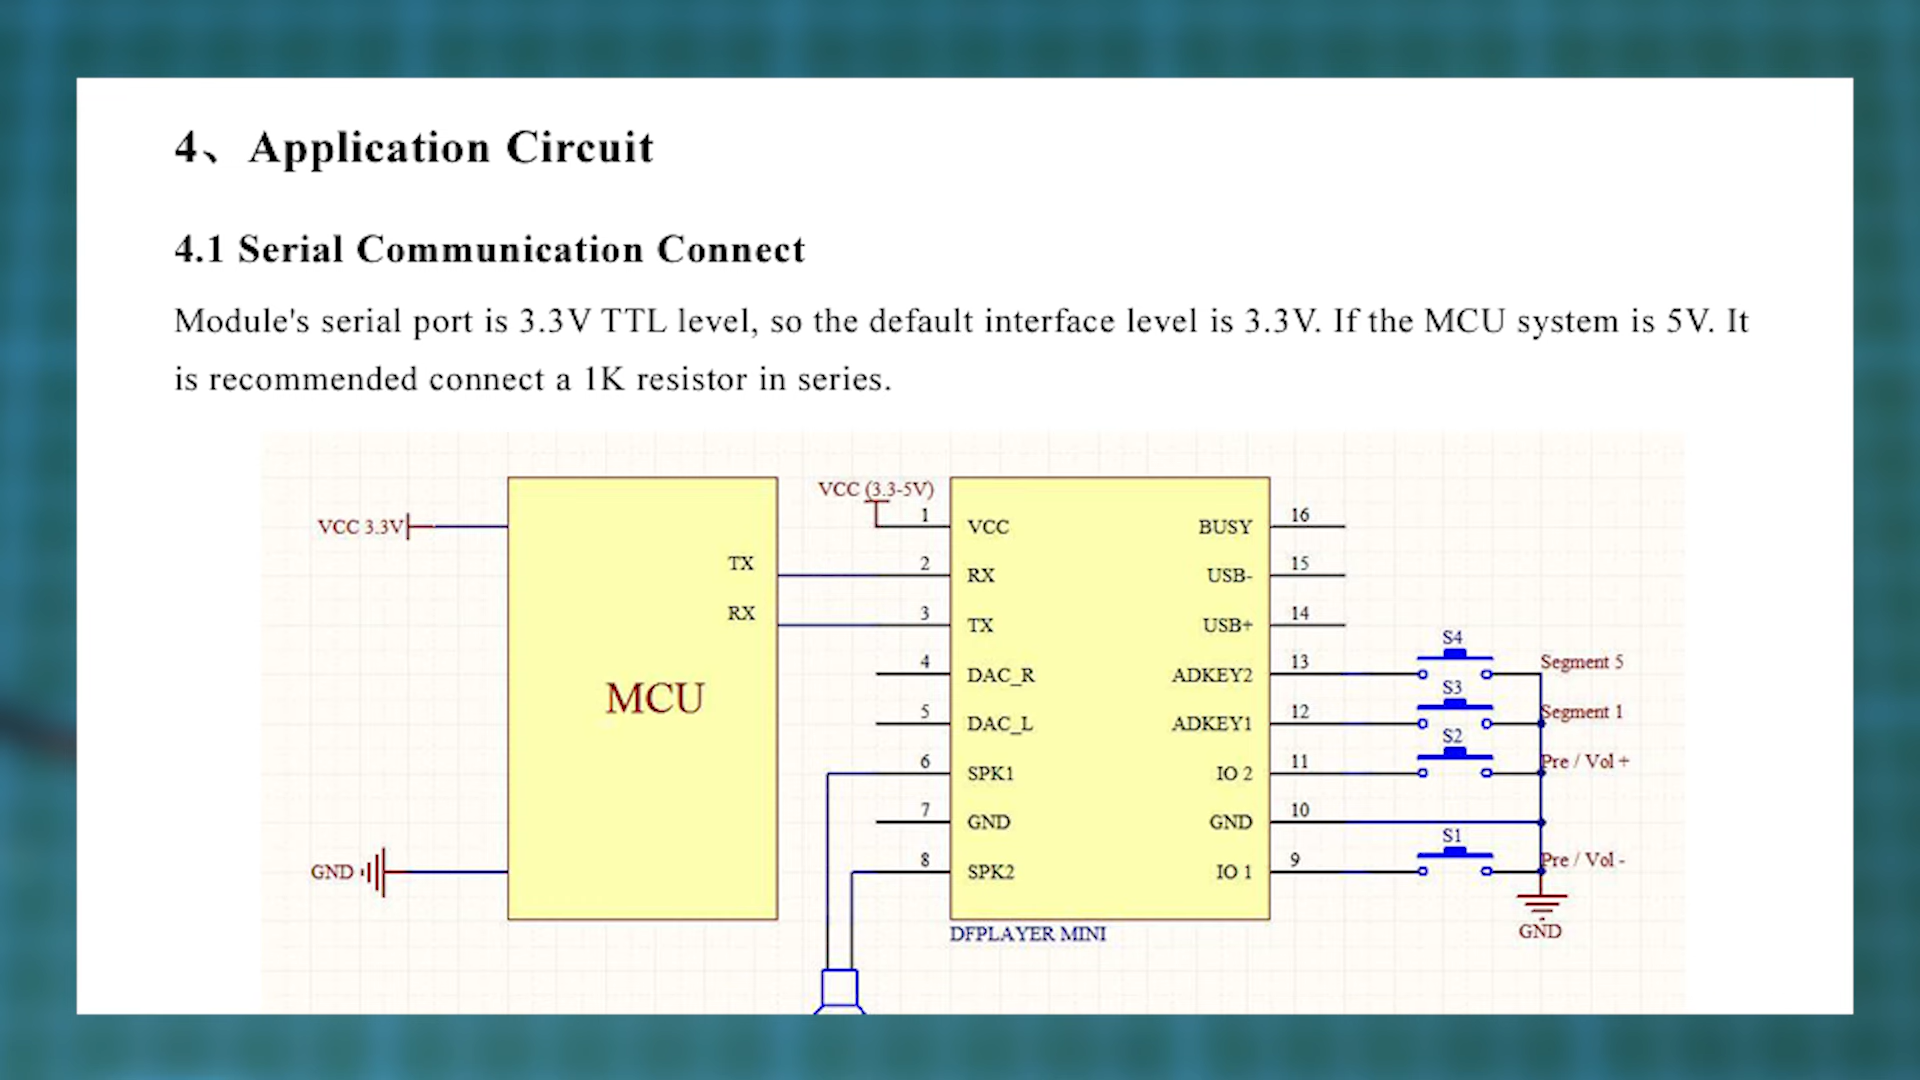 4、 Application Circuit
4.1 Serial Communication Connect
Module's serial port is 3.3V TTL level, so the default interface level is 3.3V. If the MCU system is 5V. It
is recommended connect a 1K resistor in series.
VCC 3.3V
GND
TX
RX
MCU
VCC (3.3-5V)
1 VCC
2 RX
3 TX
4 DAC_R
5 DAC_L
6 SPK1
7 GND
8 SPK2
BUSY 16
USB- 15
USB+ 14
ADKEY2 13
ADKEY1 12
IO 2 11
GND 10
IO 1 9
DFPLAYER MINI
S4 Segment 5
S3 Segment 1
S2 Pre / Vol +
S1 Pre / Vol -
GND